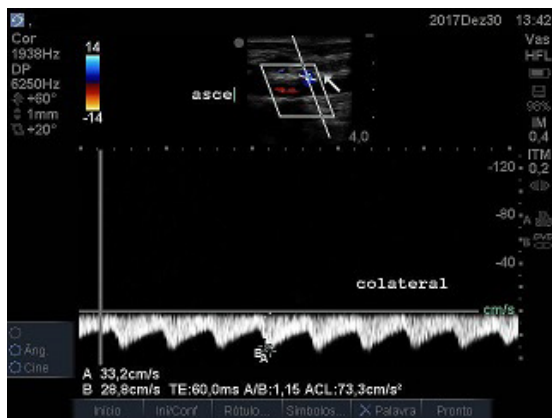 2017Dez30 13:42
Cor
1938Hz
DP
6250Hz
+60°
1mm
+20°
14
-14
asce
4,0
Vas
HFL
98%
IM
0,4
ITM
0,2
-120
-80
-40
A
B
colateral
cm/s
Âng.
Cine
B
A
A 33,2cm/s
B 28,8cm/s TE:60,0ms A/B:1,15 ACL:73,3cm/s²
Início Iní/Conf Rótulo... Símbolos... X Palavra Pronto